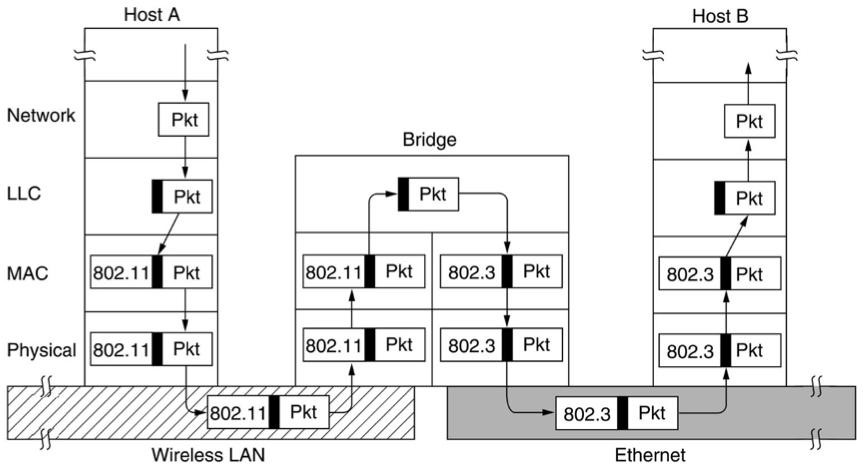 Host A
Host B
Network
Pkt
Pkt
Bridge
LLC
Pkt
Pkt
Pkt
MAC
802.11 Pkt
802.11 Pkt
802.3 Pkt
802.3 Pkt
Physical
802.11 Pkt
802.11 Pkt
802.3 Pkt
802.3 Pkt
802.11 Pkt
802.3 Pkt
Wireless LAN
Ethernet